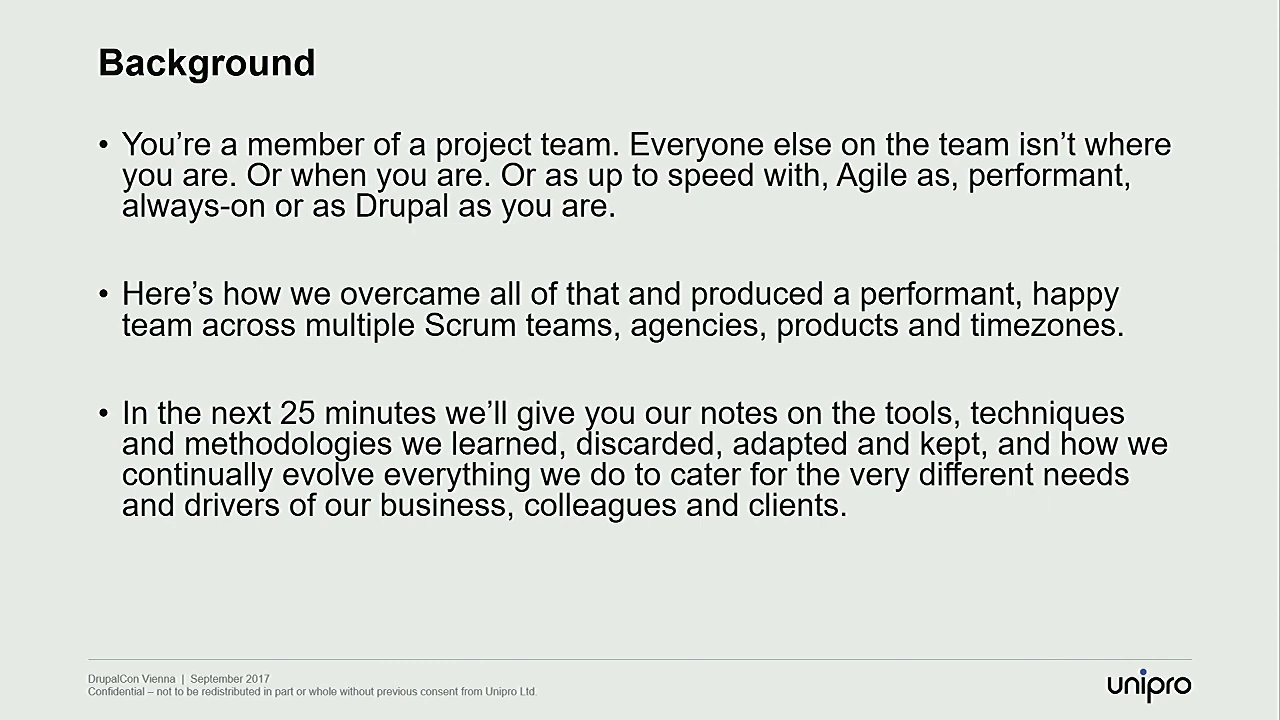 Background
• You’re a member of a project team. Everyone else on the team isn’t where
you are. Or when you are. Or as up to speed with, Agile as, performant,
always-on or as Drupal as you are.
• Here’s how we overcame all of that and produced a performant, happy
team across multiple Scrum teams, agencies, products and timezones.
• In the next 25 minutes we’ll give you our notes on the tools, techniques
and methodologies we learned, discarded, adapted and kept, and how we
continually evolve everything we do to cater for the very different needs
and drivers of our business, colleagues and clients.
DrupalCon Vienna | September 2017
Confidential – not to be redistributed in part or whole without previous consent from Unipro Ltd.
unipro